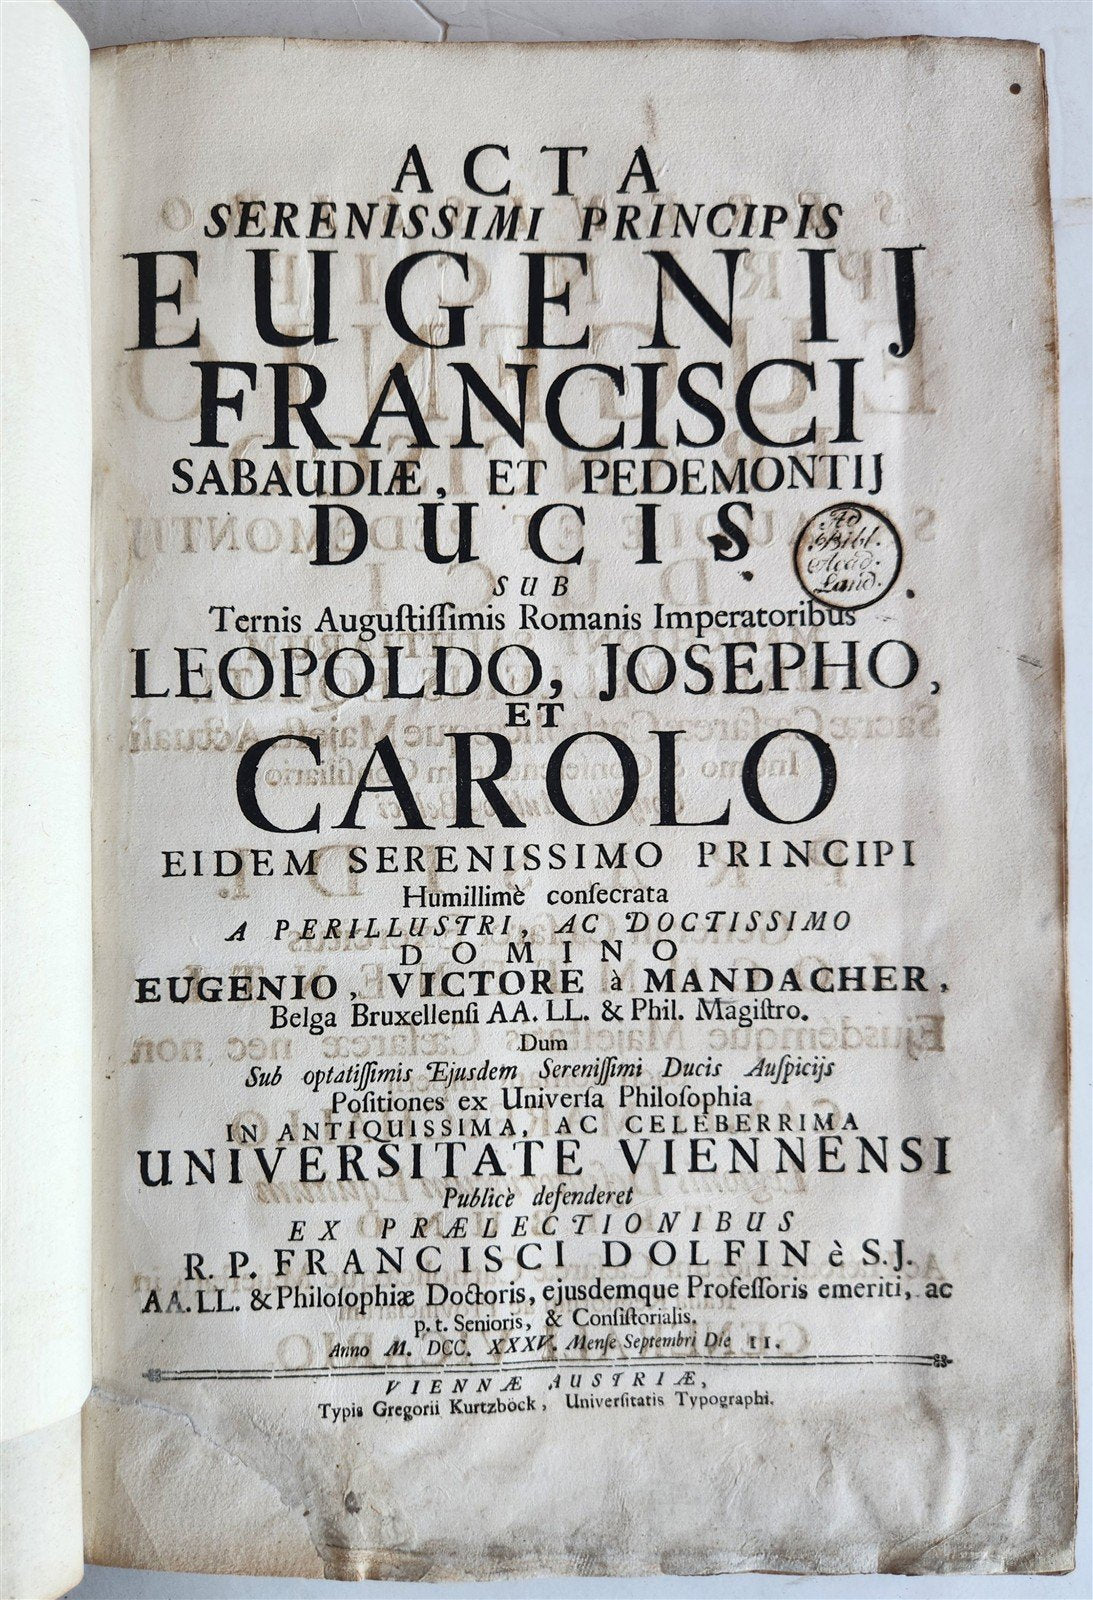 ACTA
SERENISSIMI PRINCIPIS
EUGENIJ
FRANCISCI
SABAUDIÆ, ET PEDEMONTIJ
DUCIS
Ad
Bibl.
Acad.
Land.
SUB
Ternis Auguſtiſſimis Romanis Imperatoribus
LEOPOLDO, JOSEPHO,
ET
CAROLO
EIDEM SERENISSIMO PRINCIPI
Humillimè conſecrata
A PERILLUSTRI, AC DOCTISSIMO
DOMINO
EUGENIO, VICTORE à MANDACHER,
Belga Bruxellenſi AA. LL. & Phil. Magiſtro.
Dum
Sub optatiſſimis Ejusdem Sereniſſimi Ducis Auſpicijs
Poſitiones ex Univerſa Philoſophia
IN ANTIQUISSIMA, AC CELEBERRIMA
UNIVERSITATE VIENNENSI
Publicè defenderet
EX PRÆLECTIONIBUS
R. P. FRANCISCI DOLFIN è S.J.
AA. LL. & Philoſophiæ Doctoris, ejusdemque Profeſſoris emeriti, ac
p. t. Senioris, & Conſiſtorialis.
Anno M. DCC. XXXV. Menſe Septembri Die 11.
VIENNÆ AUSTRIÆ,
Typis Gregorii Kurtzböck, Univerſitatis Typographi.